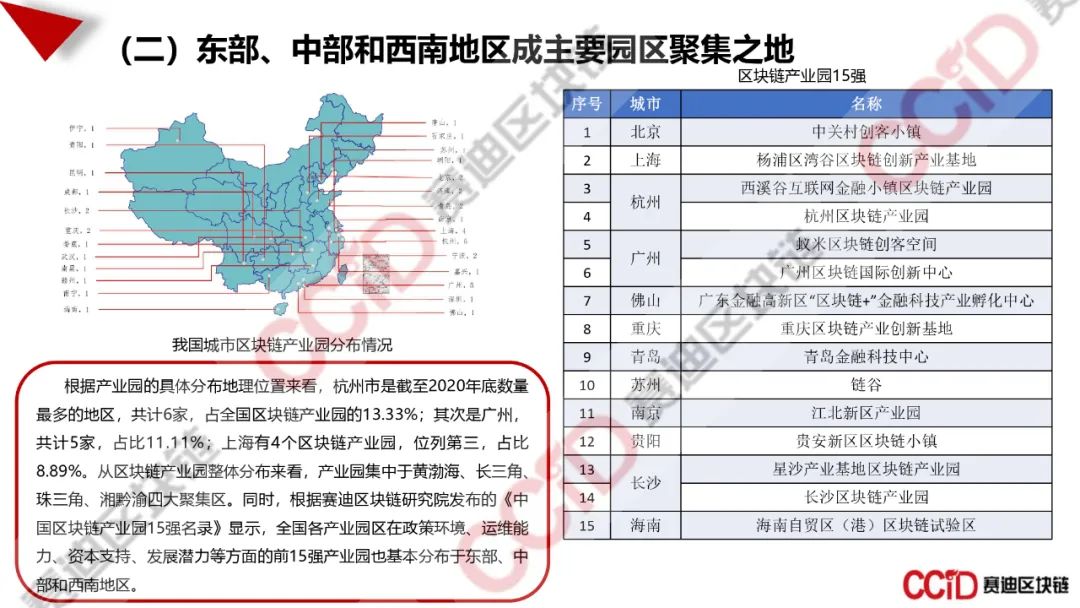 （二）东部、中部和西南地区成主要园区聚集之地
伊宁，1
贵阳，1
昆明，1
成都，1
长沙，2
重庆，2
娄底，1
武汉，1
南昌，1
赣州，1
南宁，1
海南，1
唐山，1
石家庄，1
苏州，1
北京，2
济南，2
青岛，2
南京，1
上海，4
杭州，6
宁波，2
嘉兴，1
广州，5
深圳，1
佛山，1
我国城市区块链产业园分布情况
根据产业园的具体分布地理位置来看，杭州市是截至2020年底数量
最多的地区，共计6家，占全国区块链产业园的13.33%；其次是广州，
共计5家，占比11.11%；上海有4个区块链产业园，位列第三，占比
8.89%。从区块链产业园整体分布来看，产业园集中于黄渤海、长三角、
珠三角、湘黔渝四大聚集区。同时，根据赛迪区块链研究院发布的《中
国区块链产业园15强名录》显示，全国各产业园区在政策环境、运维能
力、资本支持、发展潜力等方面的前15强产业园也基本分布于东部、中
部和西南地区。
区块链产业园15强
序号 城市 名称
1 北京 中关村创客小镇
2 上海 杨浦区湾谷区块链创新产业基地
3 杭州 西溪谷互联网金融小镇区块链产业园
4 杭州区块链产业园
5 广州 蚁米区块链创客空间
6 广州区块链国际创新中心
7 佛山 广东金融高新区“区块链+”金融科技产业孵化中心
8 重庆 重庆区块链产业创新基地
9 青岛 青岛金融科技中心
10 苏州 链谷
11 南京 江北新区产业园
12 贵阳 贵安新区区块链小镇
13 长沙 星沙产业基地区块链产业园
14 长沙区块链产业园
15 海南 海南自贸区（港）区块链试验区
CCiD 赛迪区块链